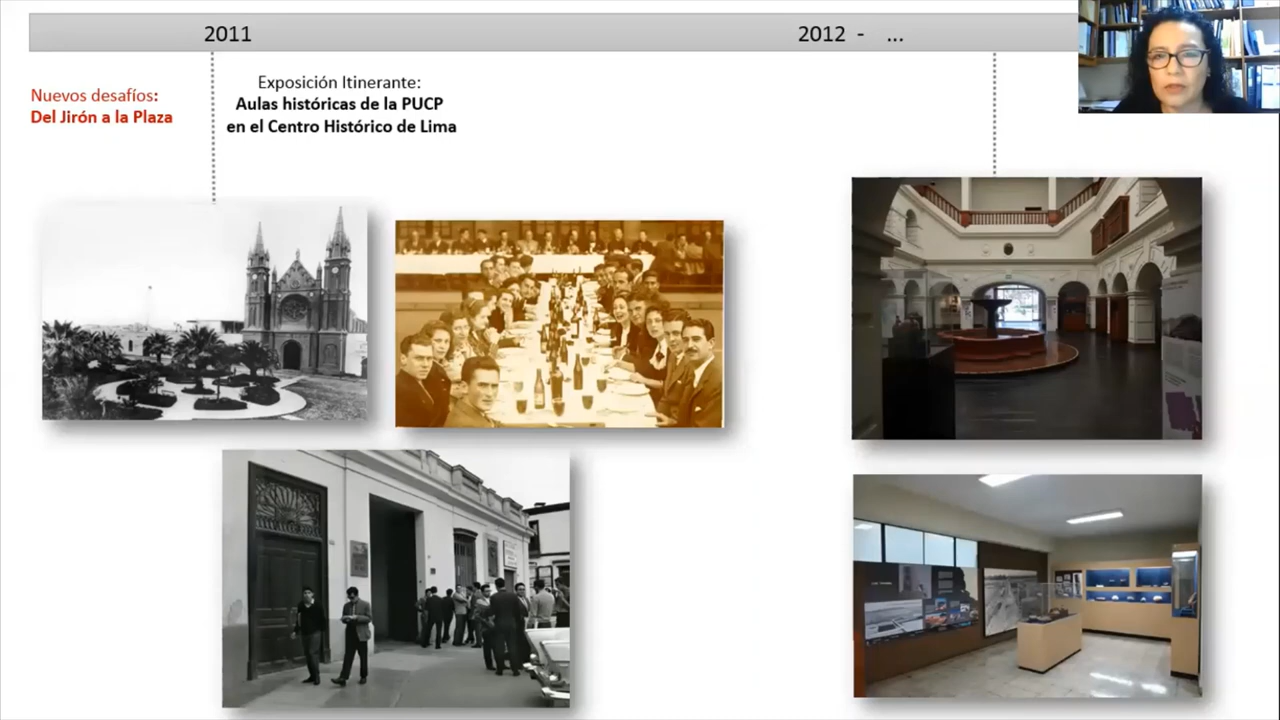 2011
2012 - ...
Nuevos desafíos:
Del Jirón a la Plaza
Exposición Itinerante:
Aulas históricas de la PUCP
en el Centro Histórico de Lima